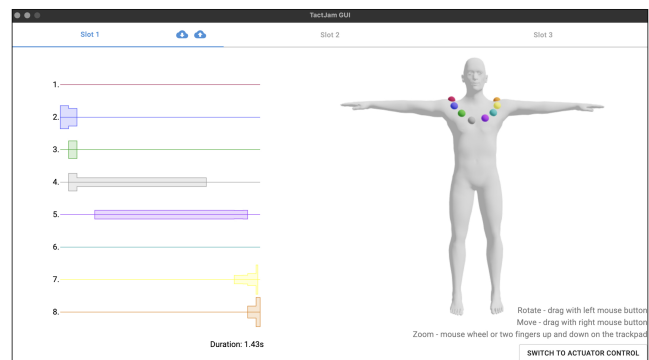 TactJam GUI
Slot 1
Slot 2
Slot 3
1.
2.
3.
4.
5.
6.
7.
8.
Duration: 1.43s
Rotate - drag with left mouse button
Move - drag with right mouse button
Zoom - mouse wheel or two fingers up and down on the trackpad
SWITCH TO ACTUATOR CONTROL